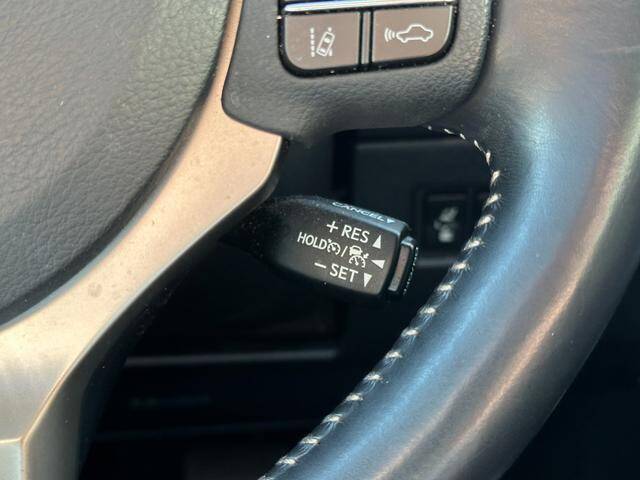 CANCEL
+ RES
HOLD /
− SET